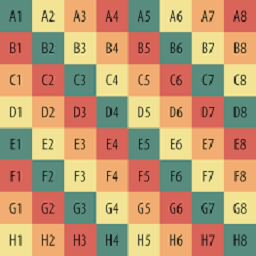 A1 A2 A3 A4 A5 A6 A7 A8
B1 B2 B3 B4 B5 B6 B7 B8
C1 C2 C3 C4 C5 C6 C7 C8
D1 D2 D3 D4 D5 D6 D7 D8
E1 E2 E3 E4 E5 E6 E7 E8
F1 F2 F3 F4 F5 F6 F7 F8
G1 G2 G3 G4 G5 G6 G7 G8
H1 H2 H3 H4 H5 H6 H7 H8